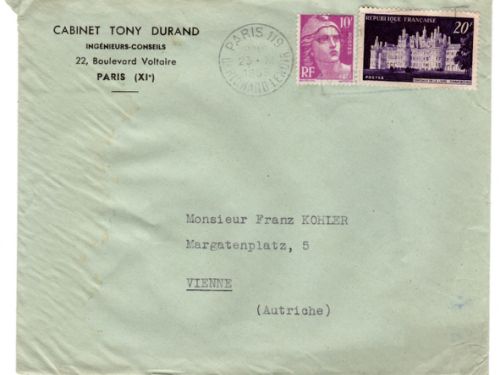 CABINET TONY DURAND
INGÉNIEURS-CONSEILS
22, Boulevard Voltaire
PARIS (XIe)
PARIS 119
10F
RF
RÉPUBLIQUE FRANÇAISE
20F
POSTES
Monsieur Franz KOHLER
Margatenplatz, 5
VIENNE
(Autriche)